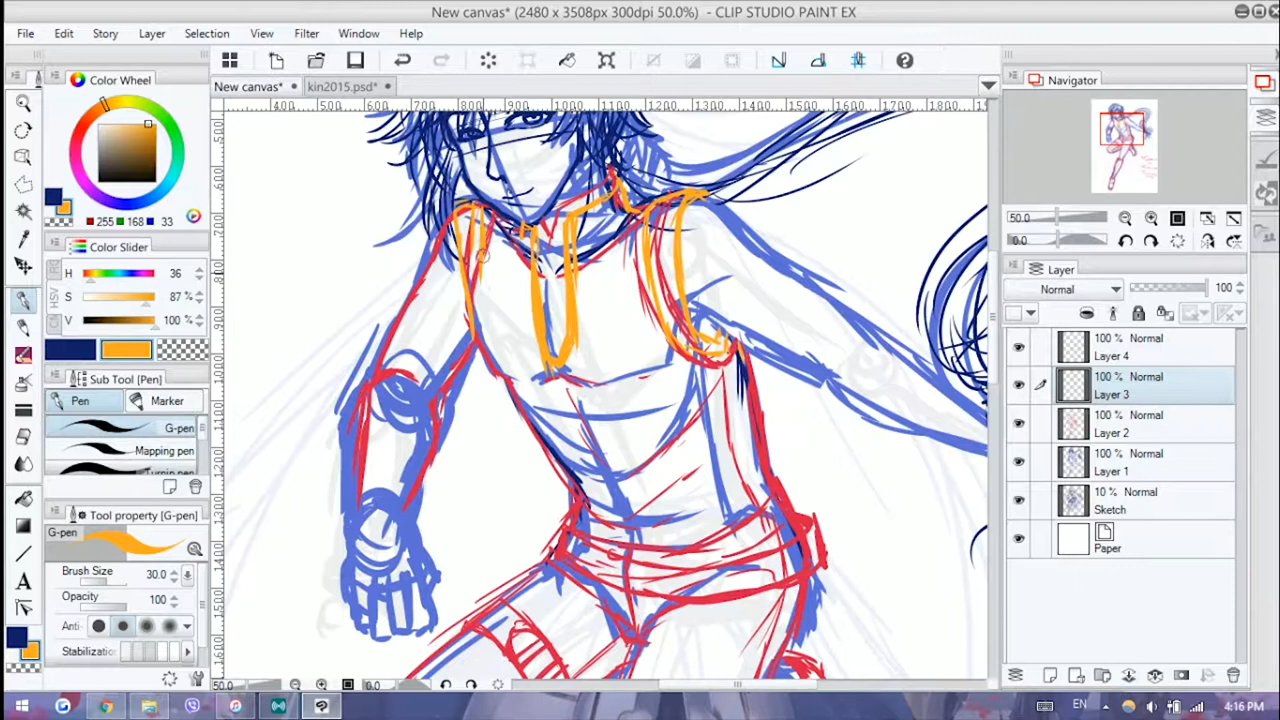 New canvas* (2480 x 3508px 300dpi 50.0%) - CLIP STUDIO PAINT EX
File Edit Story Layer Selection View Filter Window Help
Color Wheel
New canvas* kin2015.psd*
Navigator
255 168 33
Color Slider
H 36
S 87 %
V 100 %
HSV
50.0
0.0
Layer
Normal 100
Sub Tool [Pen]
Pen Marker
G-pen
Mapping pen
Tool property [G-pen]
G-pen
Brush Size 30.0
Opacity 100
Anti-
Stabilization
100 % Normal
Layer 4
100 % Normal
Layer 3
100 % Normal
Layer 2
100 % Normal
Layer 1
10 % Normal
Sketch
Paper
50.0 0.0
EN 4:16 PM